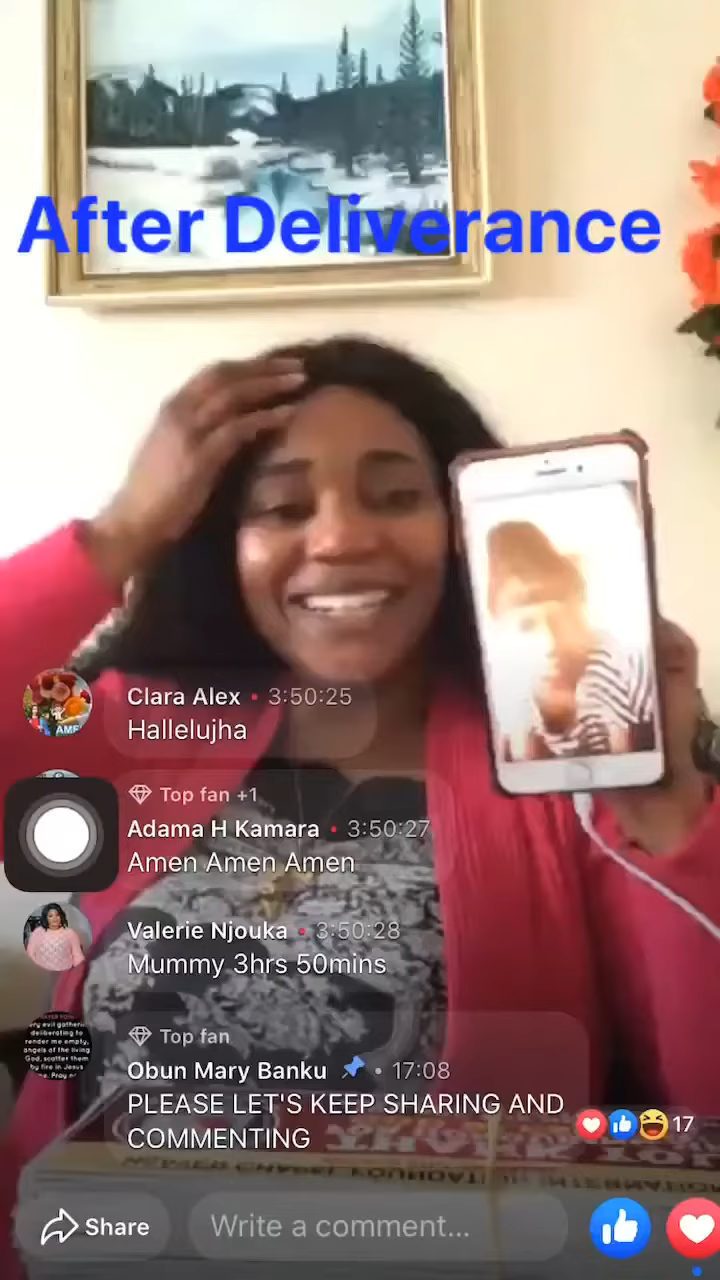 After Deliverance
Clara Alex • 3:50:25
Hallelujha
Top fan +1
Adama H Kamara • 3:50:27
Amen Amen Amen
Valerie Njouka • 3:50:28
Mummy 3hrs 50mins
Top fan
Obun Mary Banku • 17:08
PLEASE LET'S KEEP SHARING AND
COMMENTING
17
Share
Write a comment...